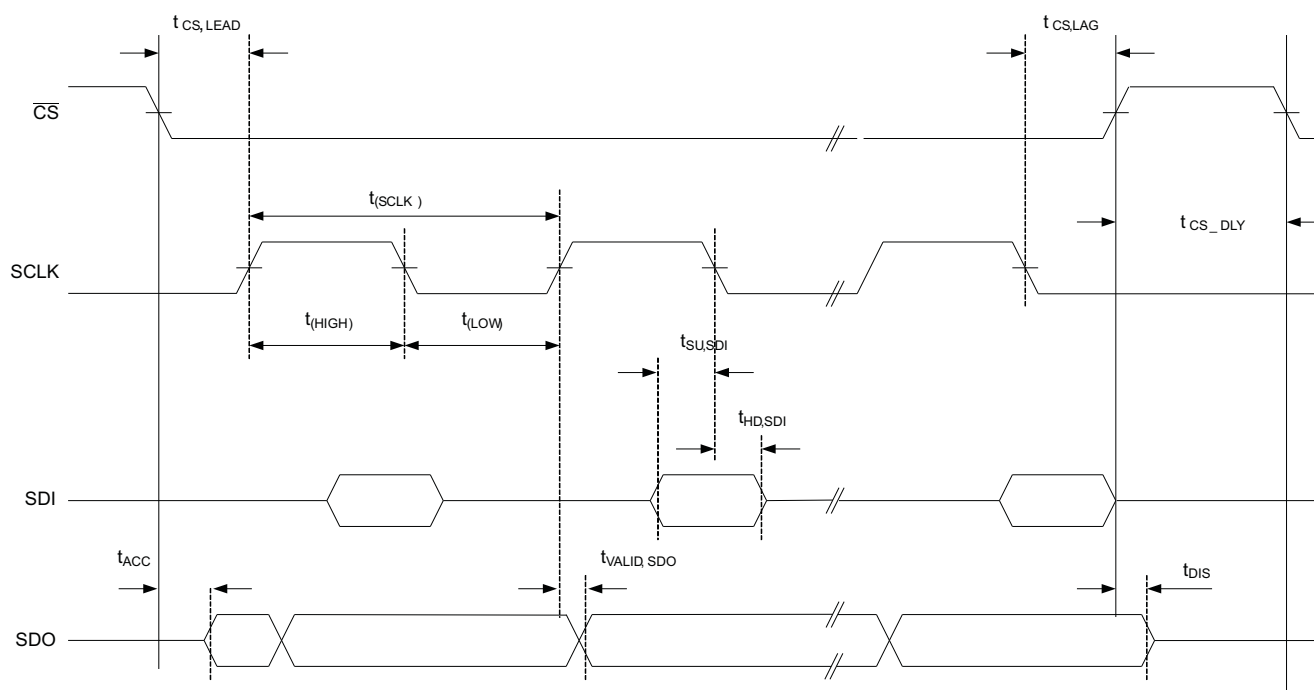 t CS, LEAD
t CS,LAG
CS
t(SCLK )
t CS_ DLY
SCLK
t(HIGH)
t(LOW)
tSU,SDI
tHD,SDI
SDI
tACC
tVALID, SDO
tDIS
SDO